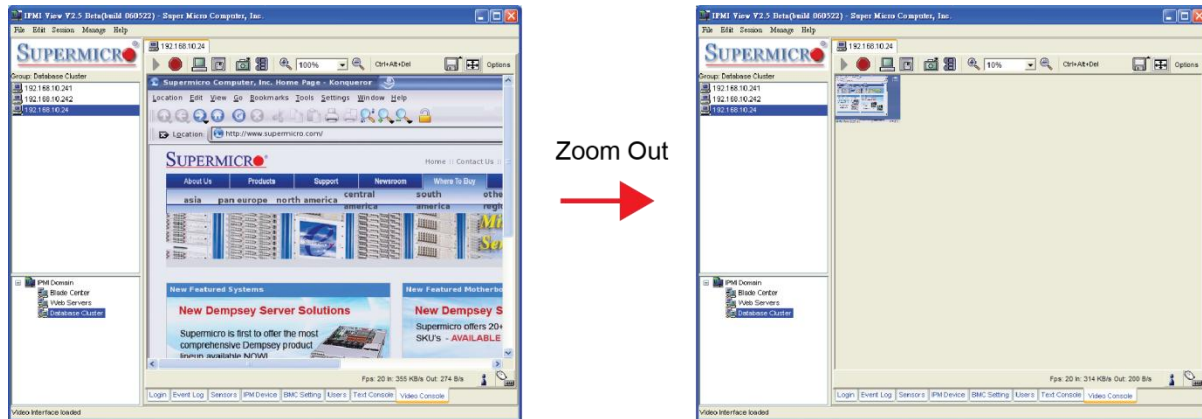 IPMI View V2.5 Beta(build 060522) - Super Micro Computer, Inc.
File Edit Session Manage Help
SUPERMICRO
192.168.10.24
100%
Ctrl+Alt+Del
Options
Group: Database Cluster
192.168.10.241
192.168.10.242
192.168.10.24
Supermicro Computer, Inc. Home Page - Konqueror
Location Edit View Go Bookmarks Tools Settings Window Help
Location: http://www.supermicro.com/
SUPERMICRO
Home :: Contact Us ::
About Us Products Support Newsroom Where To Buy
asia pan europe north america central america south america
New Featured Systems
New Featured Motherbo
New Dempsey Server Solutions
New Dempsey S
Supermicro is first to offer the most
comprehensive Dempsey product
lineup available NOW!
Supermicro offers 20+
SKU's - AVAILABLE
IPMI Domain
Blade Center
Web Servers
Database Cluster
Fps: 20 In: 355 KB/s Out: 274 B/s
Login Event Log Sensors IPM Device BMC Setting Users Text Console Video Console
Video Interface loaded
Zoom Out
IPMI View V2.5 Beta(build 060522) - Super Micro Computer, Inc.
File Edit Session Manage Help
SUPERMICRO
192.168.10.24
10%
Ctrl+Alt+Del
Options
Group: Database Cluster
192.168.10.241
192.168.10.242
192.168.10.24
IPMI Domain
Blade Center
Web Servers
Database Cluster
Fps: 20 In: 314 KB/s Out: 200 B/s
Login Event Log Sensors IPM Device BMC Setting Users Text Console Video Console
Video Interface loaded